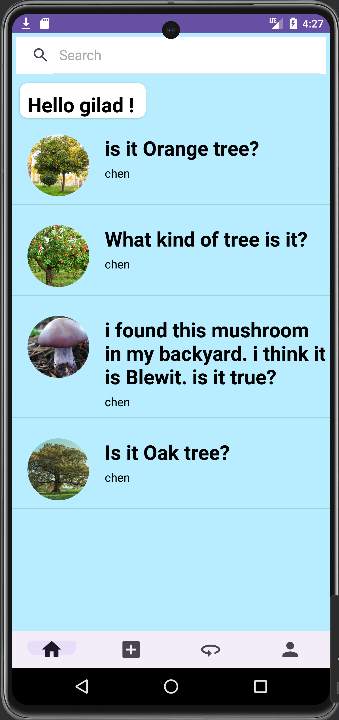 4:27
Search
Hello gilad !
is it Orange tree?
chen
What kind of tree is it?
chen
i found this mushroom
in my backyard. i think it
is Blewit. is it true?
chen
Is it Oak tree?
chen